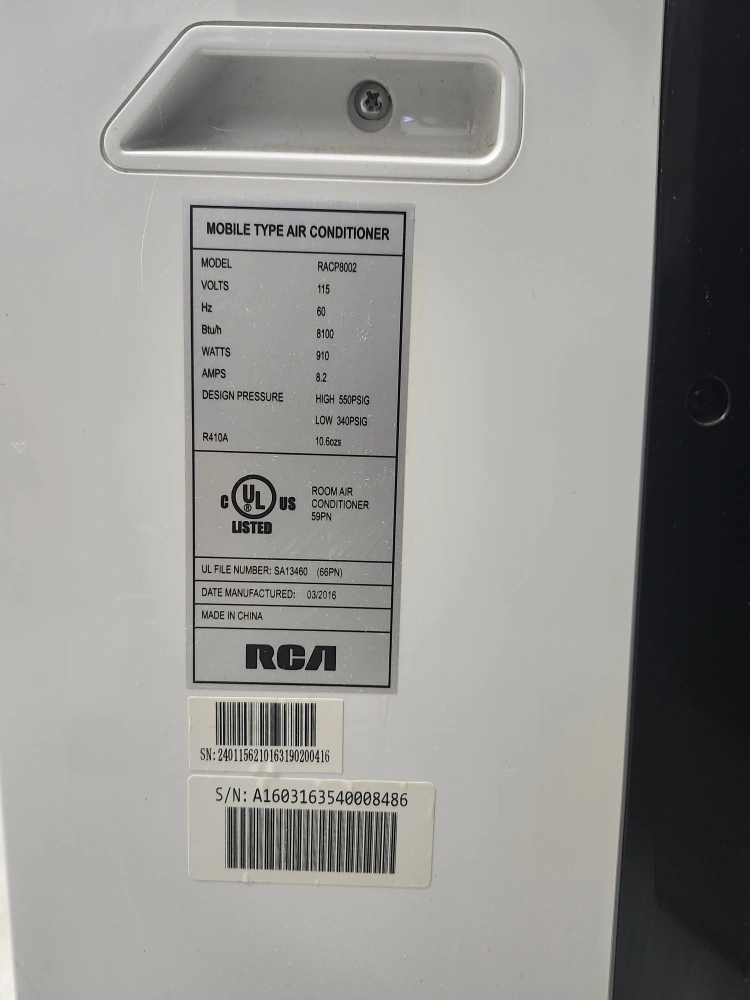 MOBILE TYPE AIR CONDITIONER
MODEL RACP8002
VOLTS 115
Hz 60
Btu/h 8100
WATTS 910
AMPS 8.2
DESIGN PRESSURE HIGH 550PSIG
LOW 340PSIG
R410A 10.6ozs
C UL ® US
LISTED
ROOM AIR
CONDITIONER
59PN
UL FILE NUMBER: SA13460 (66PN)
DATE MANUFACTURED: 03/2016
MADE IN CHINA
RCA
SN: 2401156210163190200416
S/N: A1603163540008486